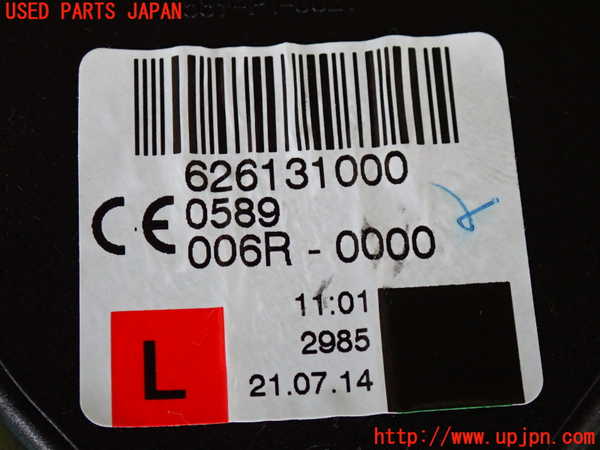 USED PARTS JAPAN
626131000
CE 0589
006R - 0000
11:01
2985
L
21.07.14
http://www.upjpn.com/